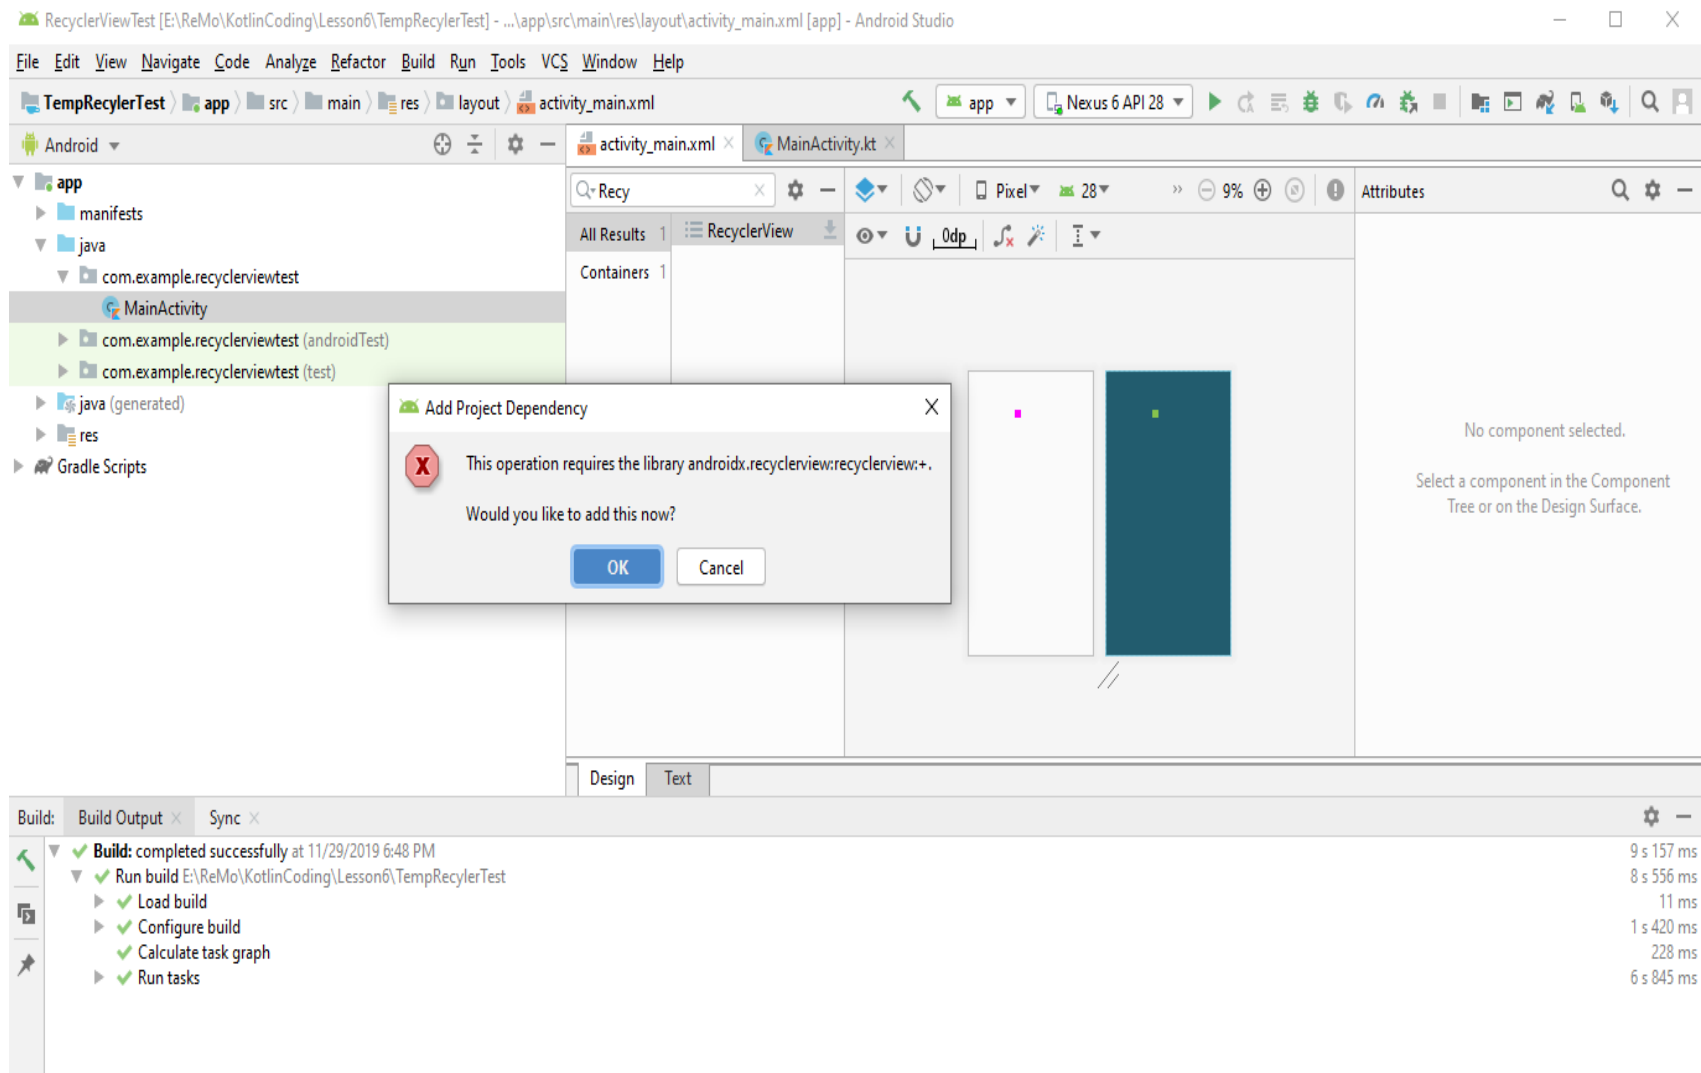 RecyclerViewTest [E:\ReMo\KotlinCoding\Lesson6\TempRecylerTest] - ...\app\src\main\res\layout\activity_main.xml [app] - Android Studio
File Edit View Navigate Code Analyze Refactor Build Run Tools VCS Window Help
TempRecylerTest app src main res layout activity_main.xml app Nexus 6 API 28
Android
activity_main.xml MainActivity.kt
app
manifests
java
com.example.recyclerviewtest
MainActivity
com.example.recyclerviewtest (androidTest)
com.example.recyclerviewtest (test)
java (generated)
res
Gradle Scripts
Recy
All Results 1
Containers 1
RecyclerView
Pixel 28 9%
0dp
Attributes
No component selected.
Select a component in the Component
Tree or on the Design Surface.
Add Project Dependency
This operation requires the library androidx.recyclerview:recyclerview:+.
Would you like to add this now?
OK Cancel
Design Text
Build: Build Output Sync
Build: completed successfully at 11/29/2019 6:48 PM 9 s 157 ms
Run build E:\ReMo\KotlinCoding\Lesson6\TempRecylerTest 8 s 556 ms
Load build 11 ms
Configure build 1 s 420 ms
Calculate task graph 228 ms
Run tasks 6 s 845 ms